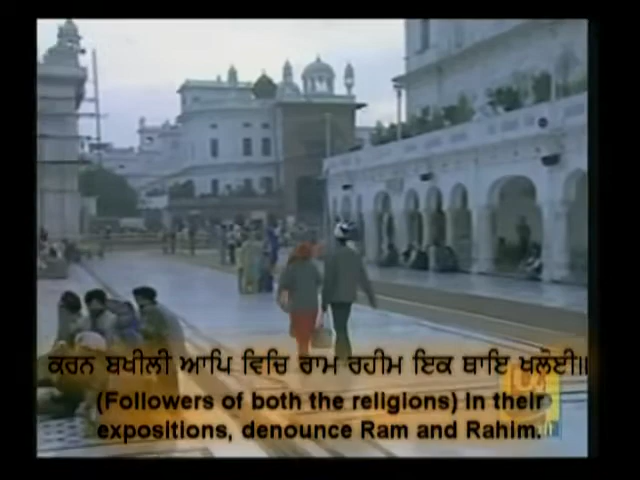 ਕਰਨ ਬਖੀਲੀ ਆਪਿ ਵਿਚਿ ਰਾਮ ਰਹੀਮ ਇਕ ਥਾਇ ਖਲੋਈ॥
(Followers of both the religions) in their
expositions, denounce Ram and Rahim.